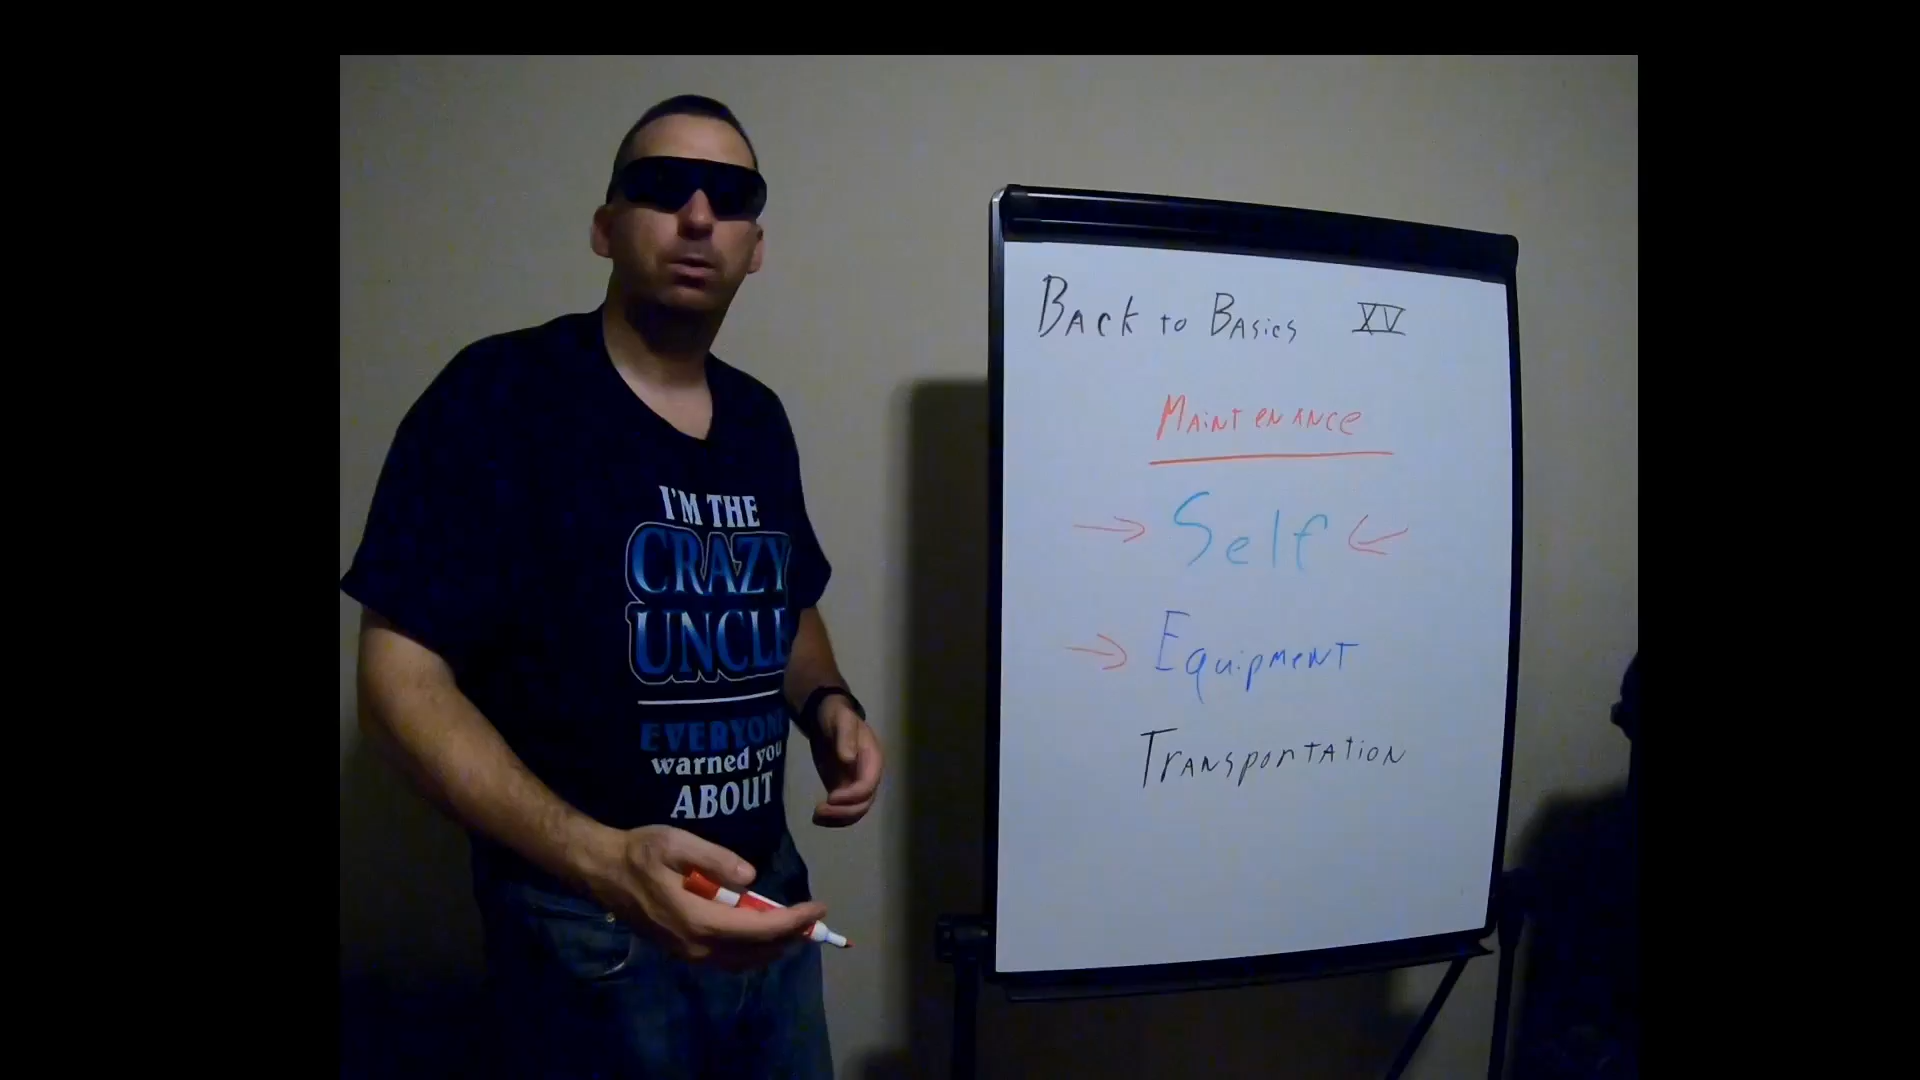 I'M THE
CRAZY
UNCLE
EVERYONE
warned you
ABOUT
Back to Basics XV
Maintenance
→ Self ←
→ Equipment
Transportation